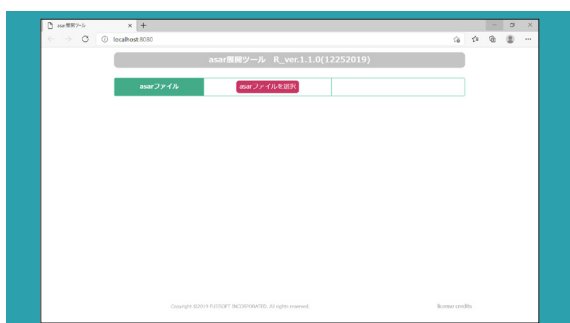 asar展開ツール
localhost:8080
asar展開ツール R_ver.1.1.0(12252019)
asarファイル
asarファイルを選択
Copyright ©2019 FUJISOFT INCORPORATED. All rights reserved.
license credits